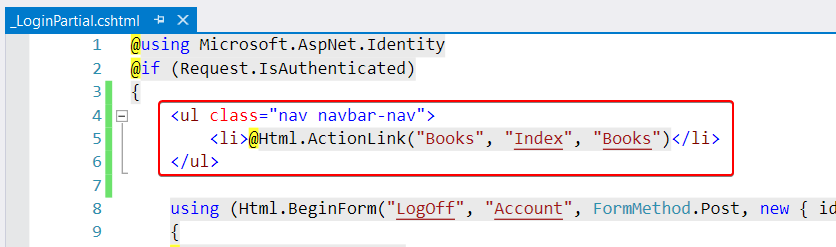 _LoginPartial.cshtml
1 @using Microsoft.AspNet.Identity
2 @if (Request.IsAuthenticated)
3 {
4 <ul class="nav navbar-nav">
5 <li>@Html.ActionLink("Books", "Index", "Books")</li>
6 </ul>
7
8 using (Html.BeginForm("LogOff", "Account", FormMethod.Post, new { id
9 {